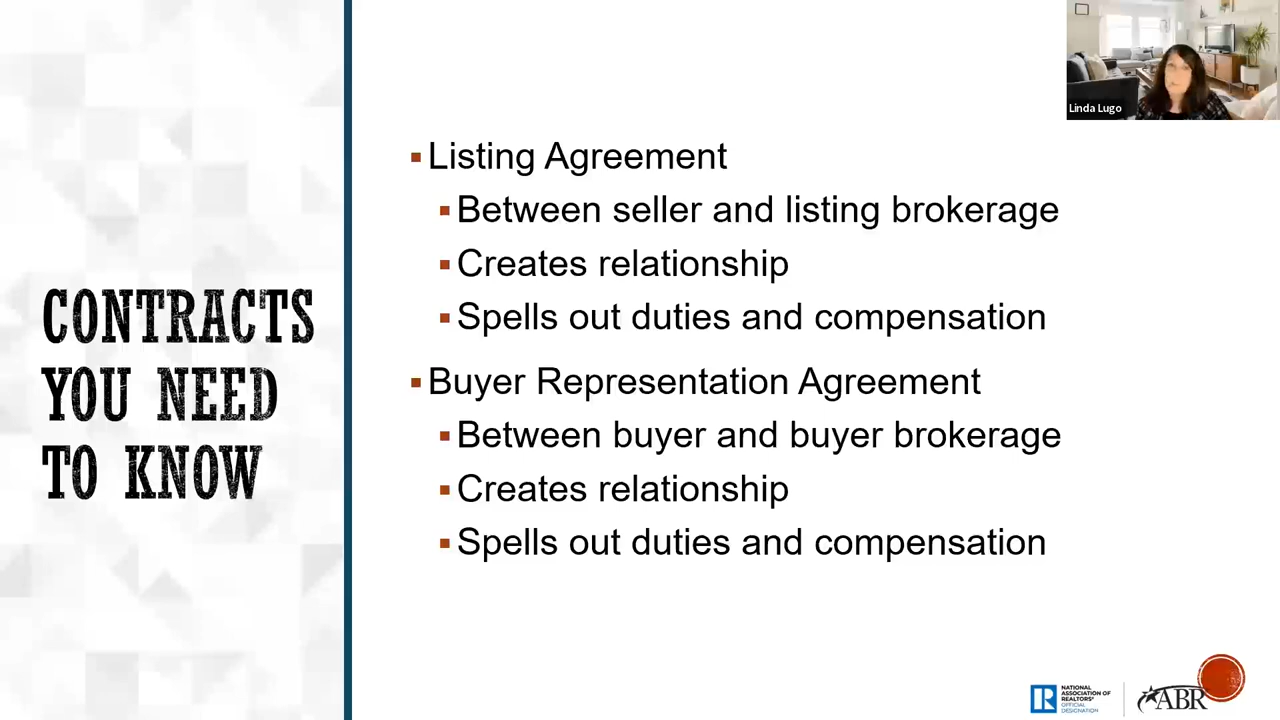 Linda Lugo
CONTRACTS
YOU NEED
TO KNOW
Listing Agreement
Between seller and listing brokerage
Creates relationship
Spells out duties and compensation
Buyer Representation Agreement
Between buyer and buyer brokerage
Creates relationship
Spells out duties and compensation
NATIONAL
ASSOCIATION OF
REALTORS®
OFFICIAL
DESIGNATION
ABR